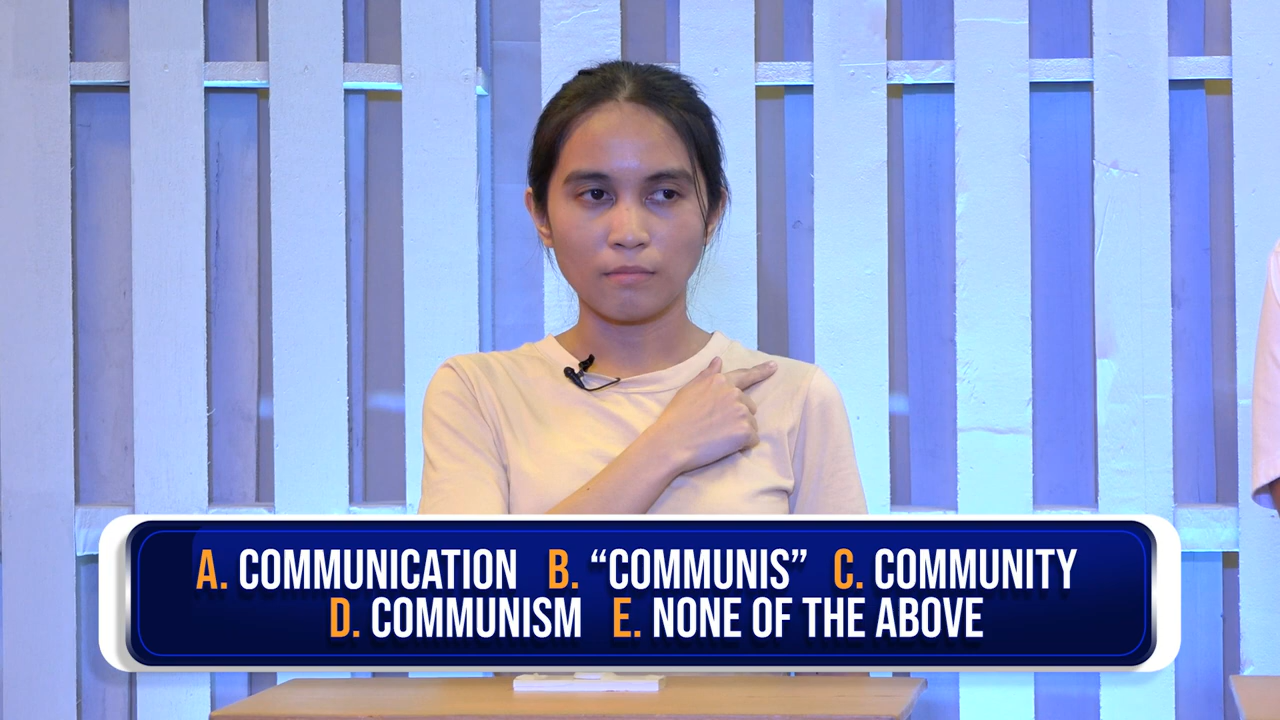 A. COMMUNICATION B. “COMMUNIS” C. COMMUNITY
D. COMMUNISM E. NONE OF THE ABOVE